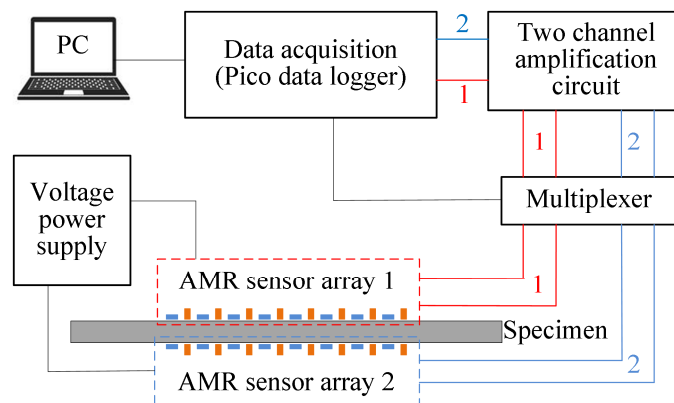 PC
Data acquisition
(Pico data logger)
2
1
Two channel
amplification
circuit
1
2
Voltage
power
supply
Multiplexer
AMR sensor array 1
1
Specimen
AMR sensor array 2
2